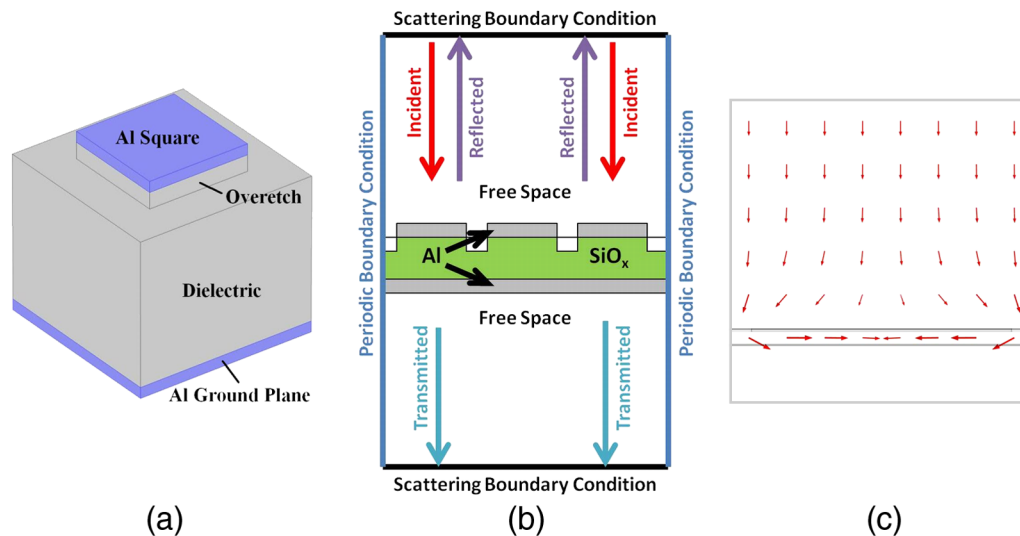 Al Square
Overetch
Dielectric
Al Ground Plane
(a)
Scattering Boundary Condition
Periodic Boundary Condition
Incident
Reflected
Reflected
Incident
Periodic Boundary Condition
Free Space
Al
SiOₓ
Free Space
Transmitted
Transmitted
Scattering Boundary Condition
(b)
(c)